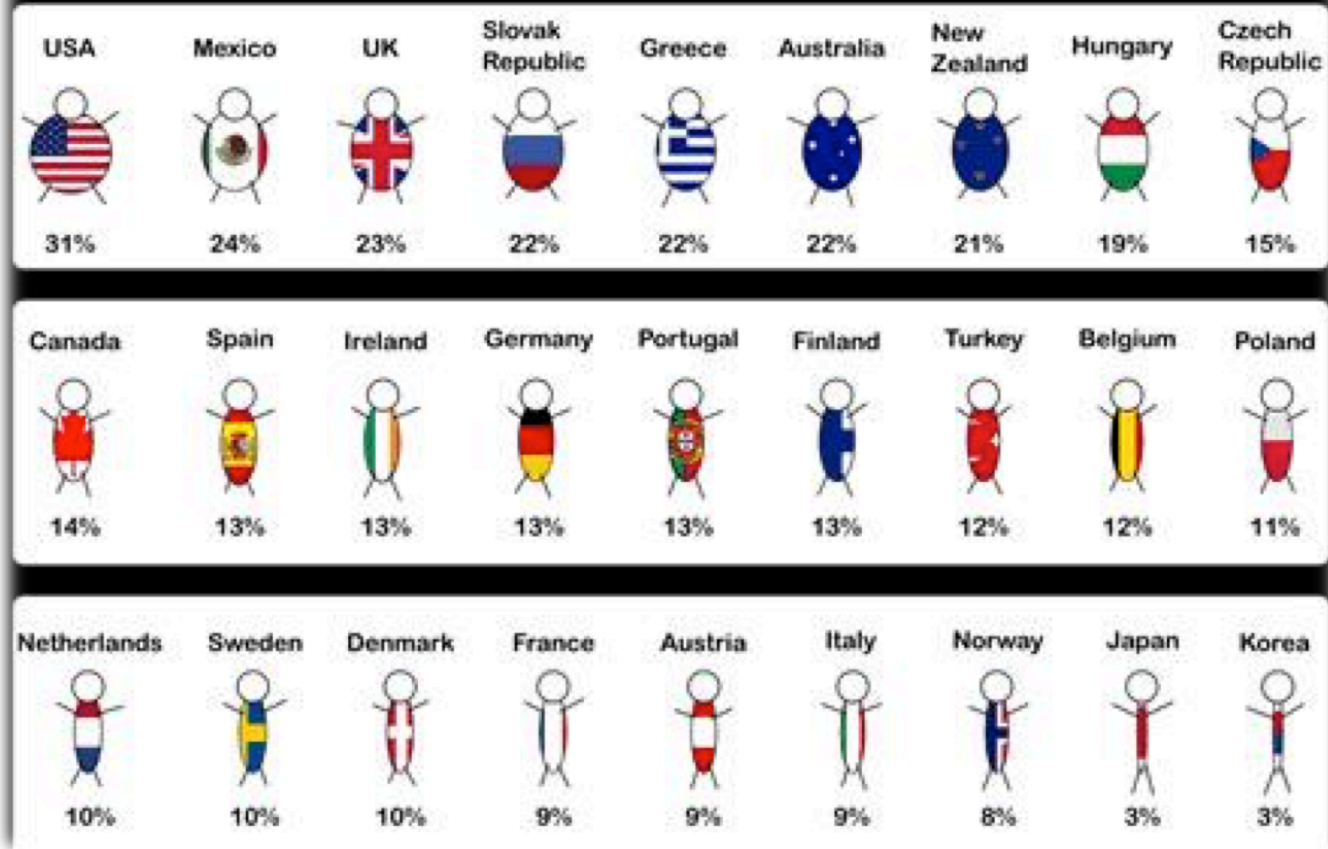 USA Mexico UK Slovak Republic Greece Australia New Zealand Hungary Czech Republic
31% 24% 23% 22% 22% 22% 21% 19% 15%
Canada Spain Ireland Germany Portugal Finland Turkey Belgium Poland
14% 13% 13% 13% 13% 13% 12% 12% 11%
Netherlands Sweden Denmark France Austria Italy Norway Japan Korea
10% 10% 10% 9% 9% 9% 8% 3% 3%